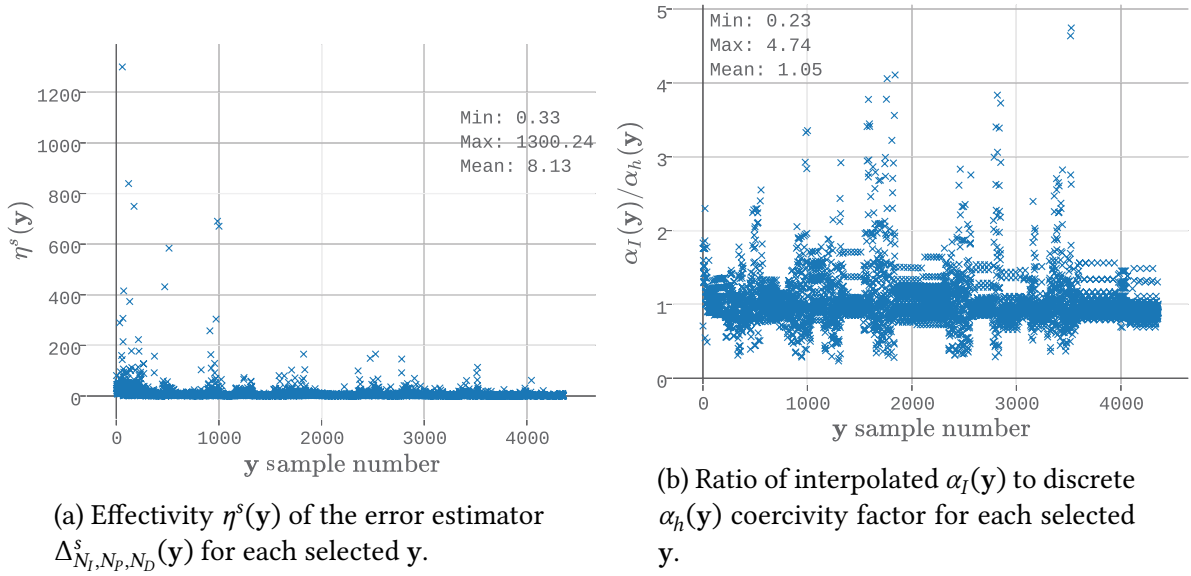 1200
1000
800
600
400
200
0
ηˢ(y)
Min: 0.33
Max: 1300.24
Mean: 8.13
0 1000 2000 3000 4000
y sample number
(a) Effectivity ηˢ(y) of the error estimator
Δˢ_{N_I,N_P,N_D}(y) for each selected y.
5
4
3
2
1
0
α_I(y)/α_h(y)
Min: 0.23
Max: 4.74
Mean: 1.05
0 1000 2000 3000 4000
y sample number
(b) Ratio of interpolated α_I(y) to discrete
α_h(y) coercivity factor for each selected
y.